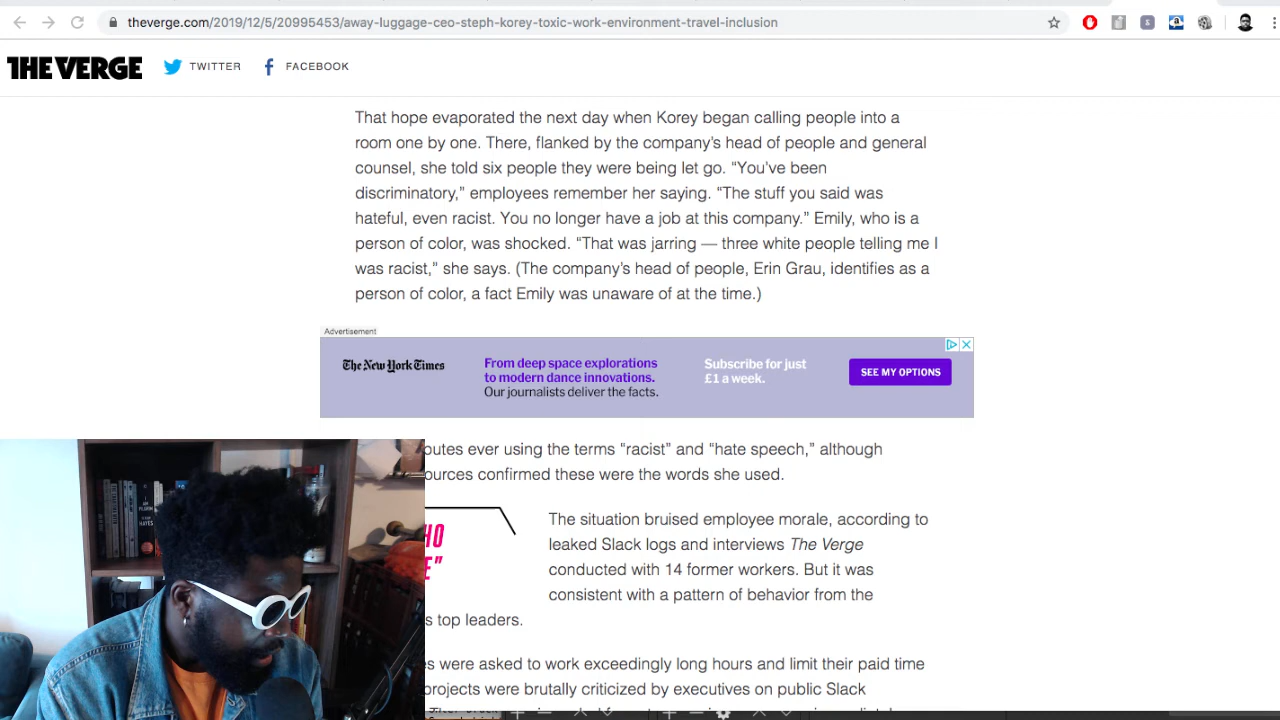 theverge.com/2019/12/5/20995453/away-luggage-ceo-steph-korey-toxic-work-environment-travel-inclusion
THE VERGE TWITTER FACEBOOK
That hope evaporated the next day when Korey began calling people into a
room one by one. There, flanked by the company’s head of people and general
counsel, she told six people they were being let go. “You’ve been
discriminatory,” employees remember her saying. “The stuff you said was
hateful, even racist. You no longer have a job at this company.” Emily, who is a
person of color, was shocked. “That was jarring — three white people telling me I
was racist,” she says. (The company’s head of people, Erin Grau, identifies as a
person of color, a fact Emily was unaware of at the time.)
Advertisement
The New York Times
From deep space explorations
to modern dance innovations.
Our journalists deliver the facts.
Subscribe for just
£1 a week.
SEE MY OPTIONS
putes ever using the terms “racist” and “hate speech,” although
ources confirmed these were the words she used.
HO
E”
The situation bruised employee morale, according to
leaked Slack logs and interviews The Verge
conducted with 14 former workers. But it was
consistent with a pattern of behavior from the
s top leaders.
s were asked to work exceedingly long hours and limit their paid time
projects were brutally criticized by executives on public Slack
I AM
PILGRIM
HAYES